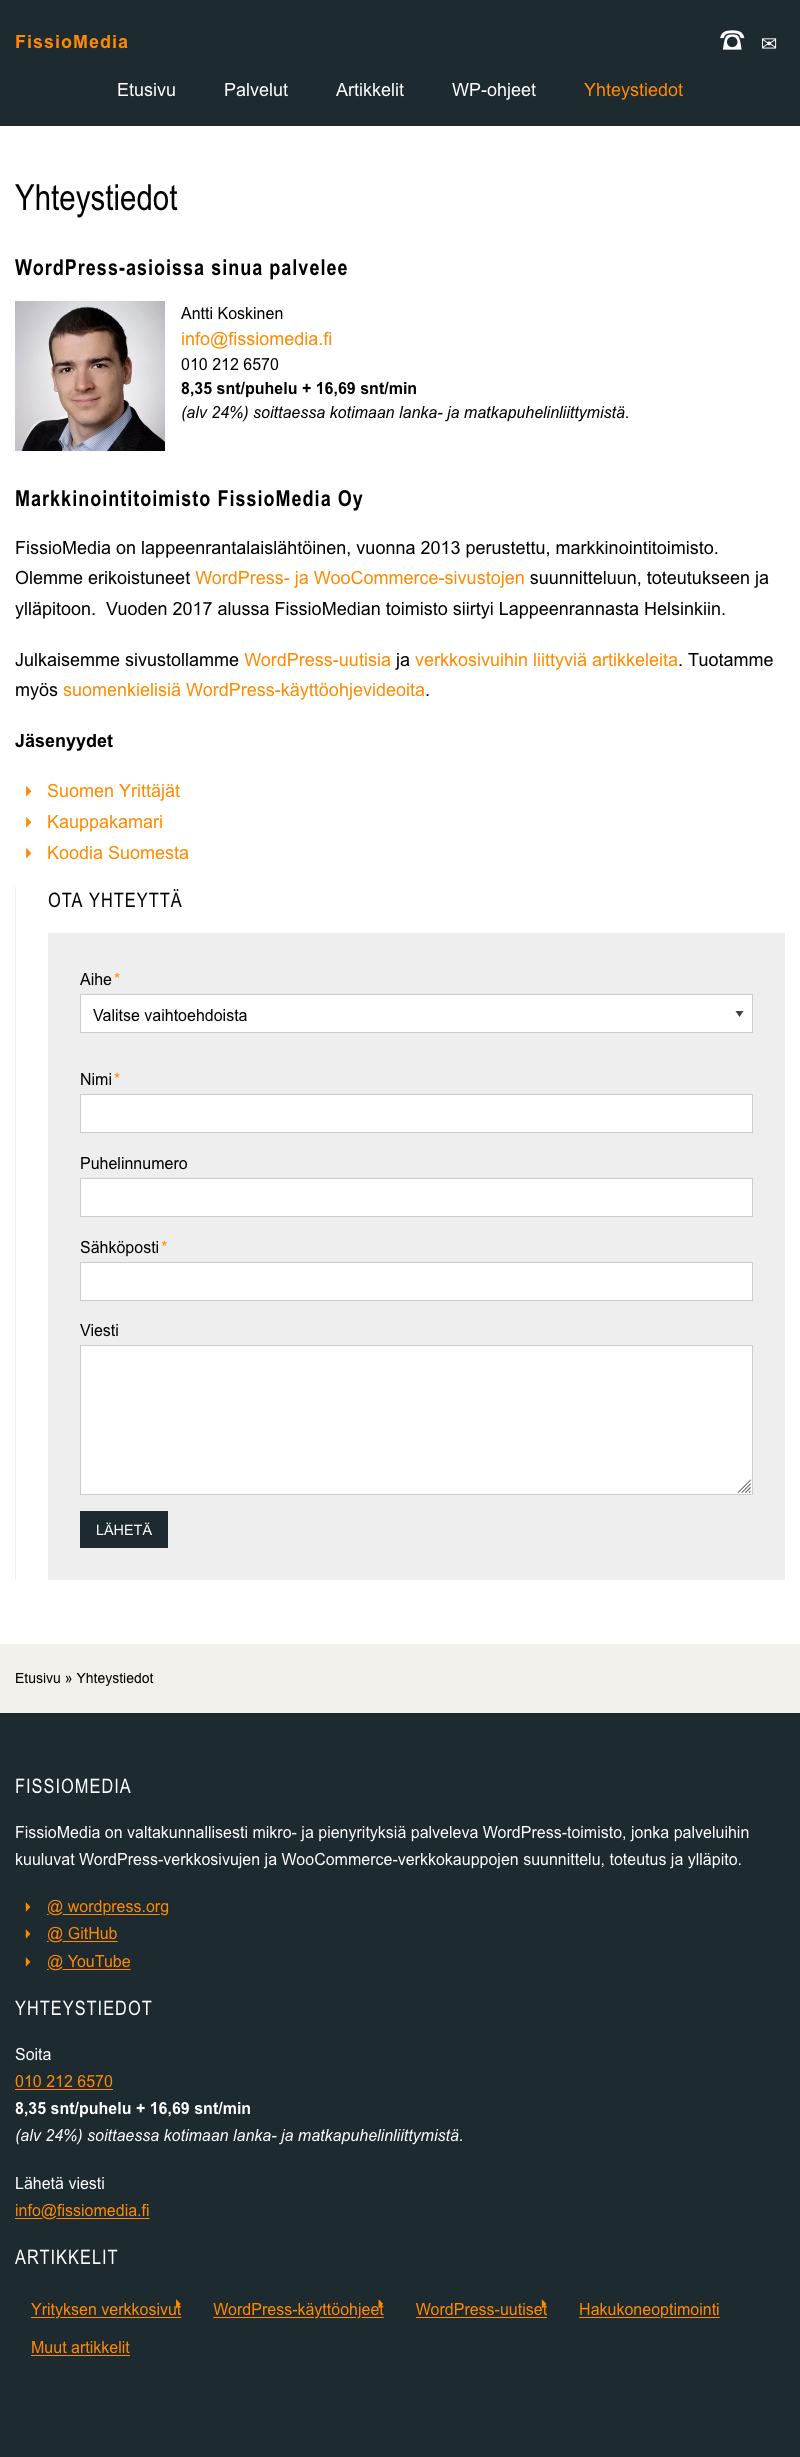 FissioMedia
Etusivu Palvelut Artikkelit WP-ohjeet Yhteystiedot
Yhteystiedot
WordPress-asioissa sinua palvelee
Antti Koskinen
info@fissiomedia.fi
010 212 6570
8,35 snt/puhelu + 16,69 snt/min
(alv 24%) soittaessa kotimaan lanka- ja matkapuhelinliittymistä.
Markkinointitoimisto FissioMedia Oy
FissioMedia on lappeenrantalaislähtöinen, vuonna 2013 perustettu, markkinointitoimisto.
Olemme erikoistuneet WordPress- ja WooCommerce-sivustojen suunnitteluun, toteutukseen ja
ylläpitoon.  Vuoden 2017 alussa FissioMedian toimisto siirtyi Lappeenrannasta Helsinkiin.
Julkaisemme sivustollamme WordPress-uutisia ja verkkosivuihin liittyviä artikkeleita. Tuotamme
myös suomenkielisiä WordPress-käyttöohjevideoita.
Jäsenyydet
Suomen Yrittäjät
Kauppakamari
Koodia Suomesta
OTA YHTEYTTÄ
Aihe *
Valitse vaihtoehdoista
Nimi *
Puhelinnumero
Sähköposti *
Viesti
LÄHETÄ
Etusivu » Yhteystiedot
FISSIOMEDIA
FissioMedia on valtakunnallisesti mikro- ja pienyrityksiä palveleva WordPress-toimisto, jonka palveluihin
kuuluvat WordPress-verkkosivujen ja WooCommerce-verkkokauppojen suunnittelu, toteutus ja ylläpito.
@ wordpress.org
@ GitHub
@ YouTube
YHTEYSTIEDOT
Soita
010 212 6570
8,35 snt/puhelu + 16,69 snt/min
(alv 24%) soittaessa kotimaan lanka- ja matkapuhelinliittymistä.
Lähetä viesti
info@fissiomedia.fi
ARTIKKELIT
Yrityksen verkkosivut WordPress-käyttöohjeet WordPress-uutiset Hakukoneoptimointi
Muut artikkelit